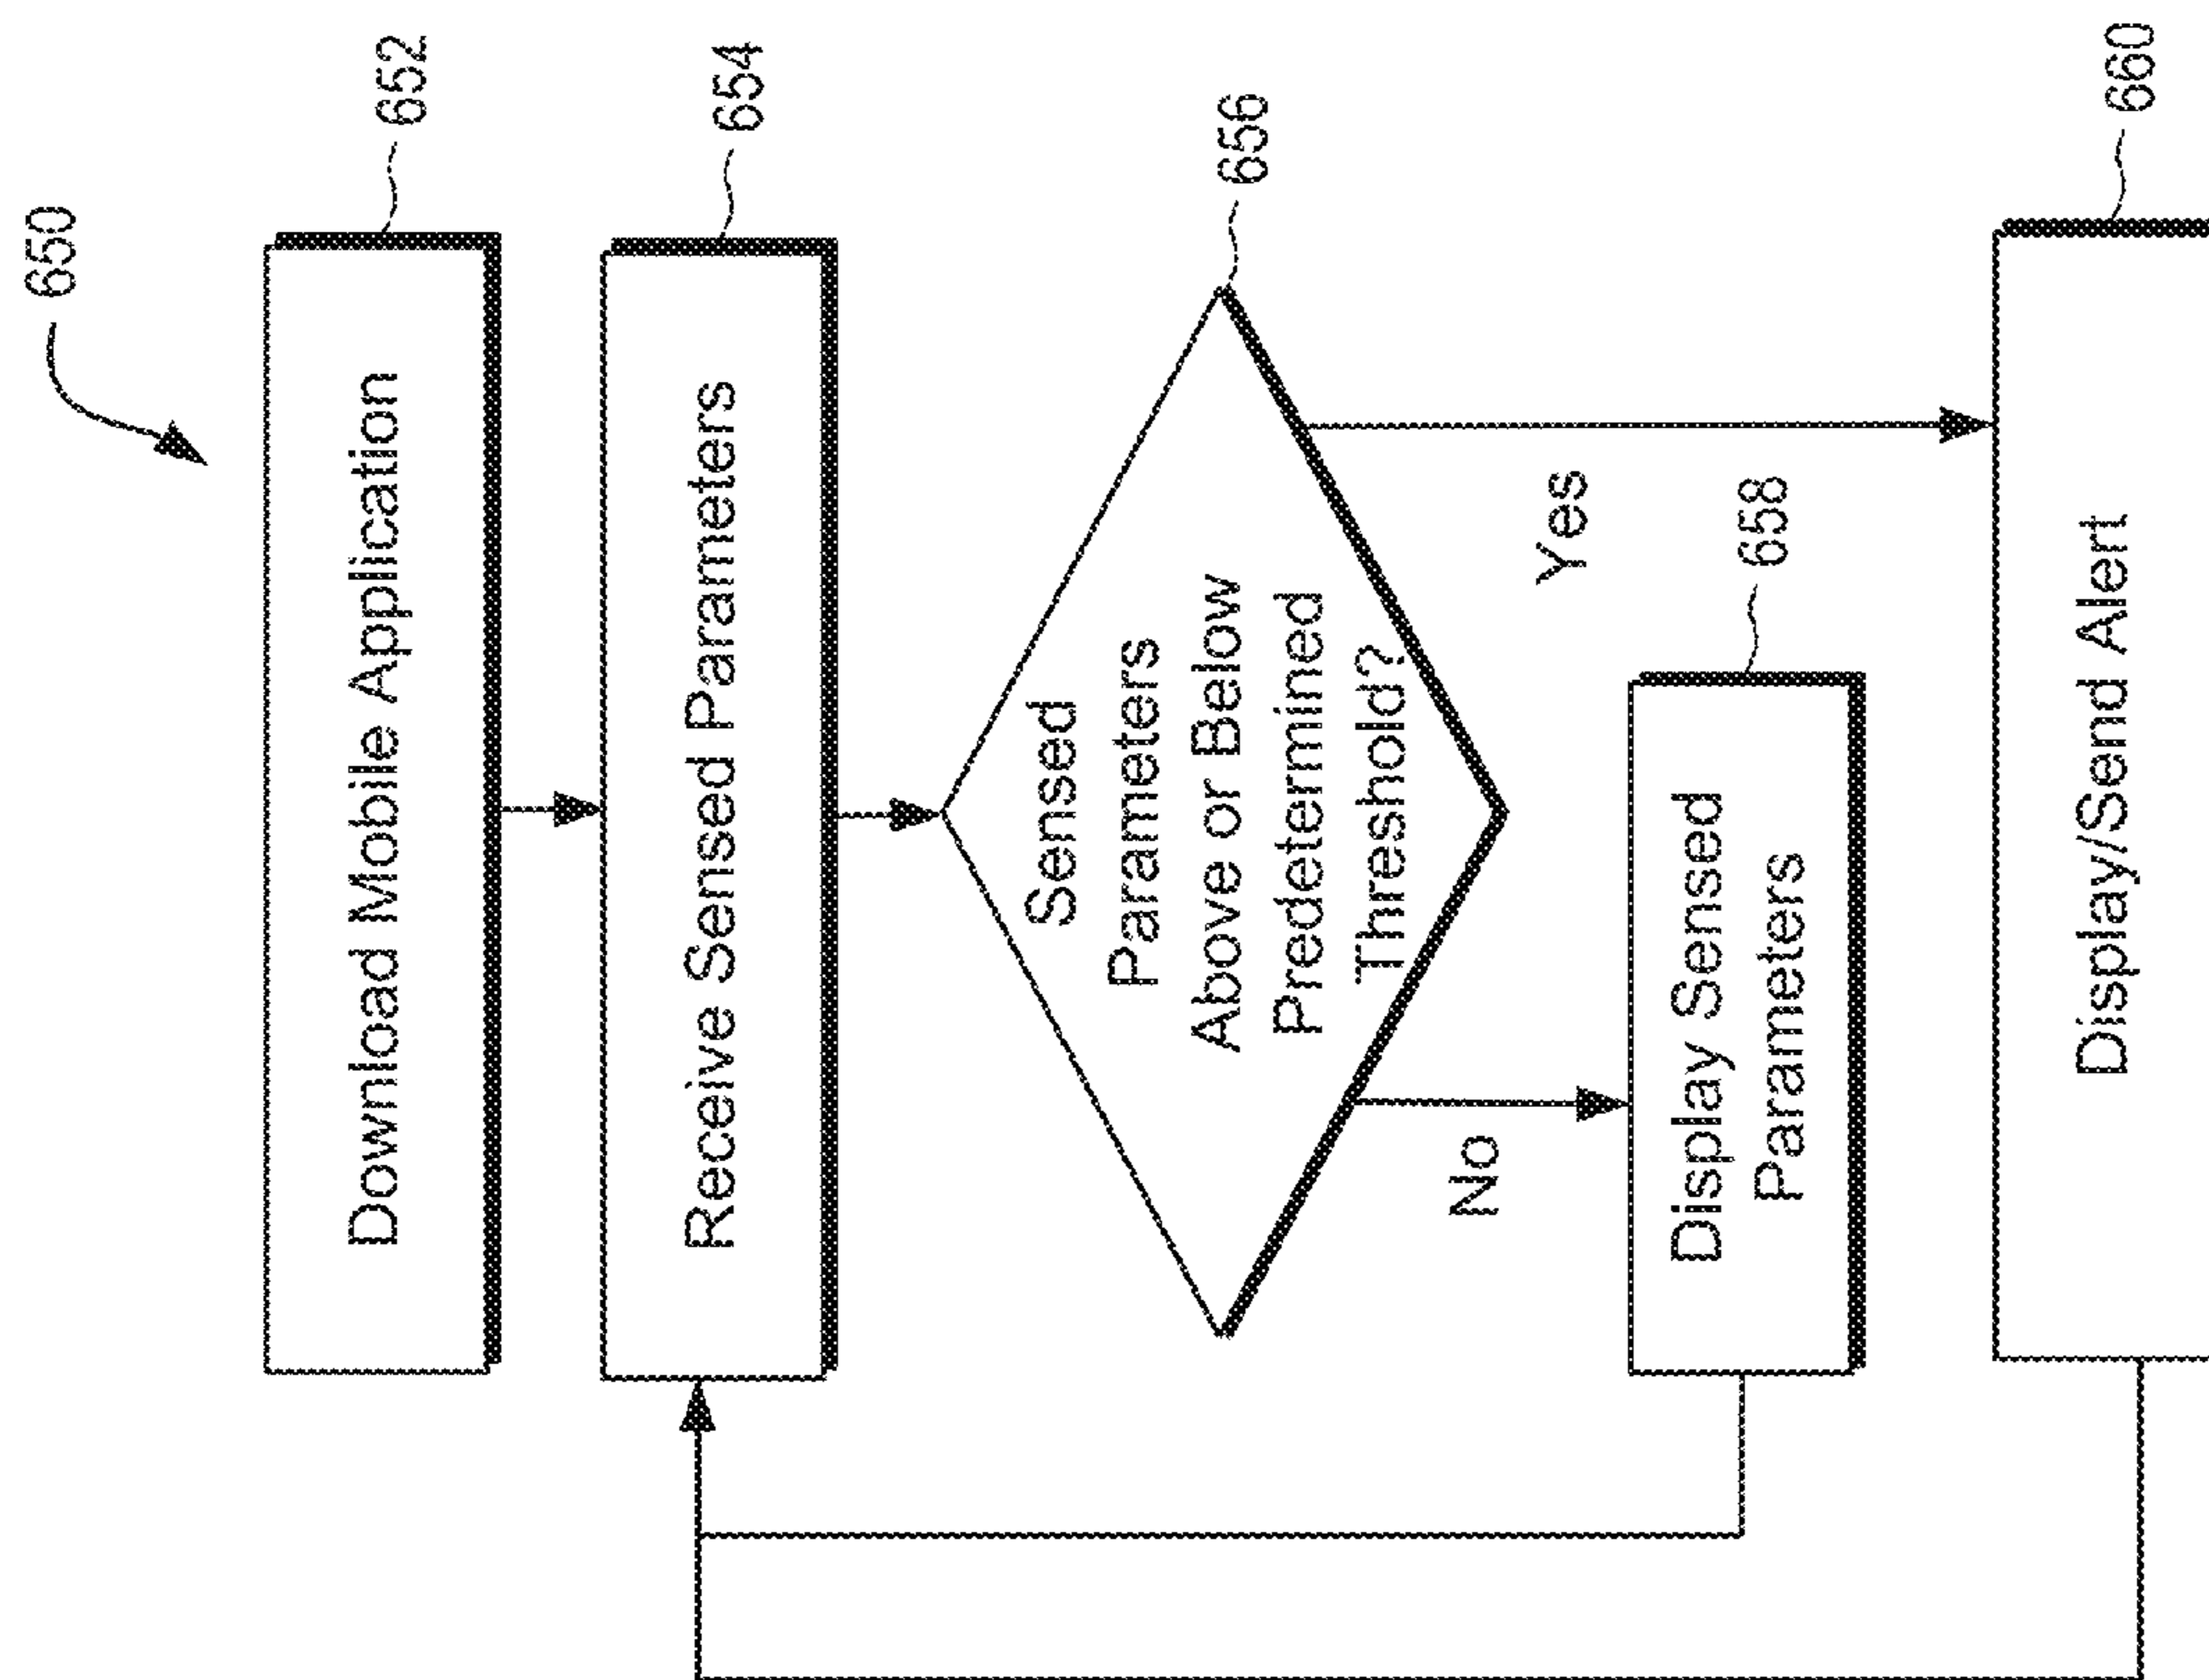 650
Download Mobile Application
652
Receive Sensed Parameters
654
Sensed
Parameters
Above or Below
Predetermined
Threshold?
656
No
Yes
Display Sensed
Parameters
658
Display/Send Alert
660